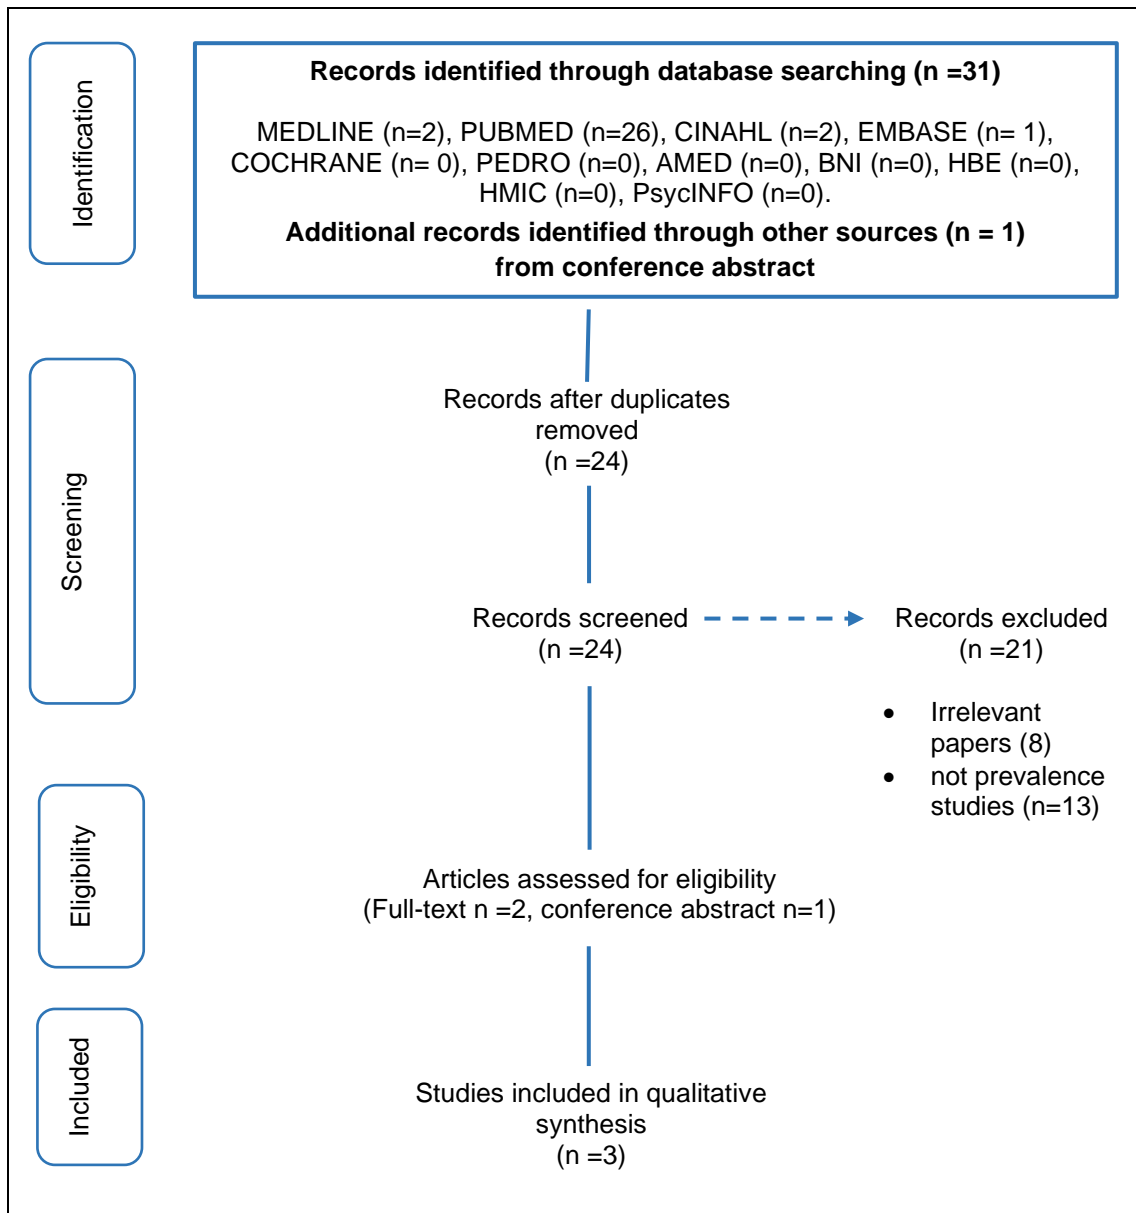 Identification
Records identified through database searching (n =31)
MEDLINE (n=2), PUBMED (n=26), CINAHL (n=2), EMBASE (n= 1),
COCHRANE (n= 0), PEDRO (n=0), AMED (n=0), BNI (n=0), HBE (n=0),
HMIC (n=0), PsycINFO (n=0).
Additional records identified through other sources (n = 1)
from conference abstract
Screening
Records after duplicates
removed
(n =24)
Records screened
(n =24)
Records excluded
(n =21)
• Irrelevant
papers (8)
• not prevalence
studies (n=13)
Eligibility
Articles assessed for eligibility
(Full-text n =2, conference abstract n=1)
Included
Studies included in qualitative
synthesis
(n =3)